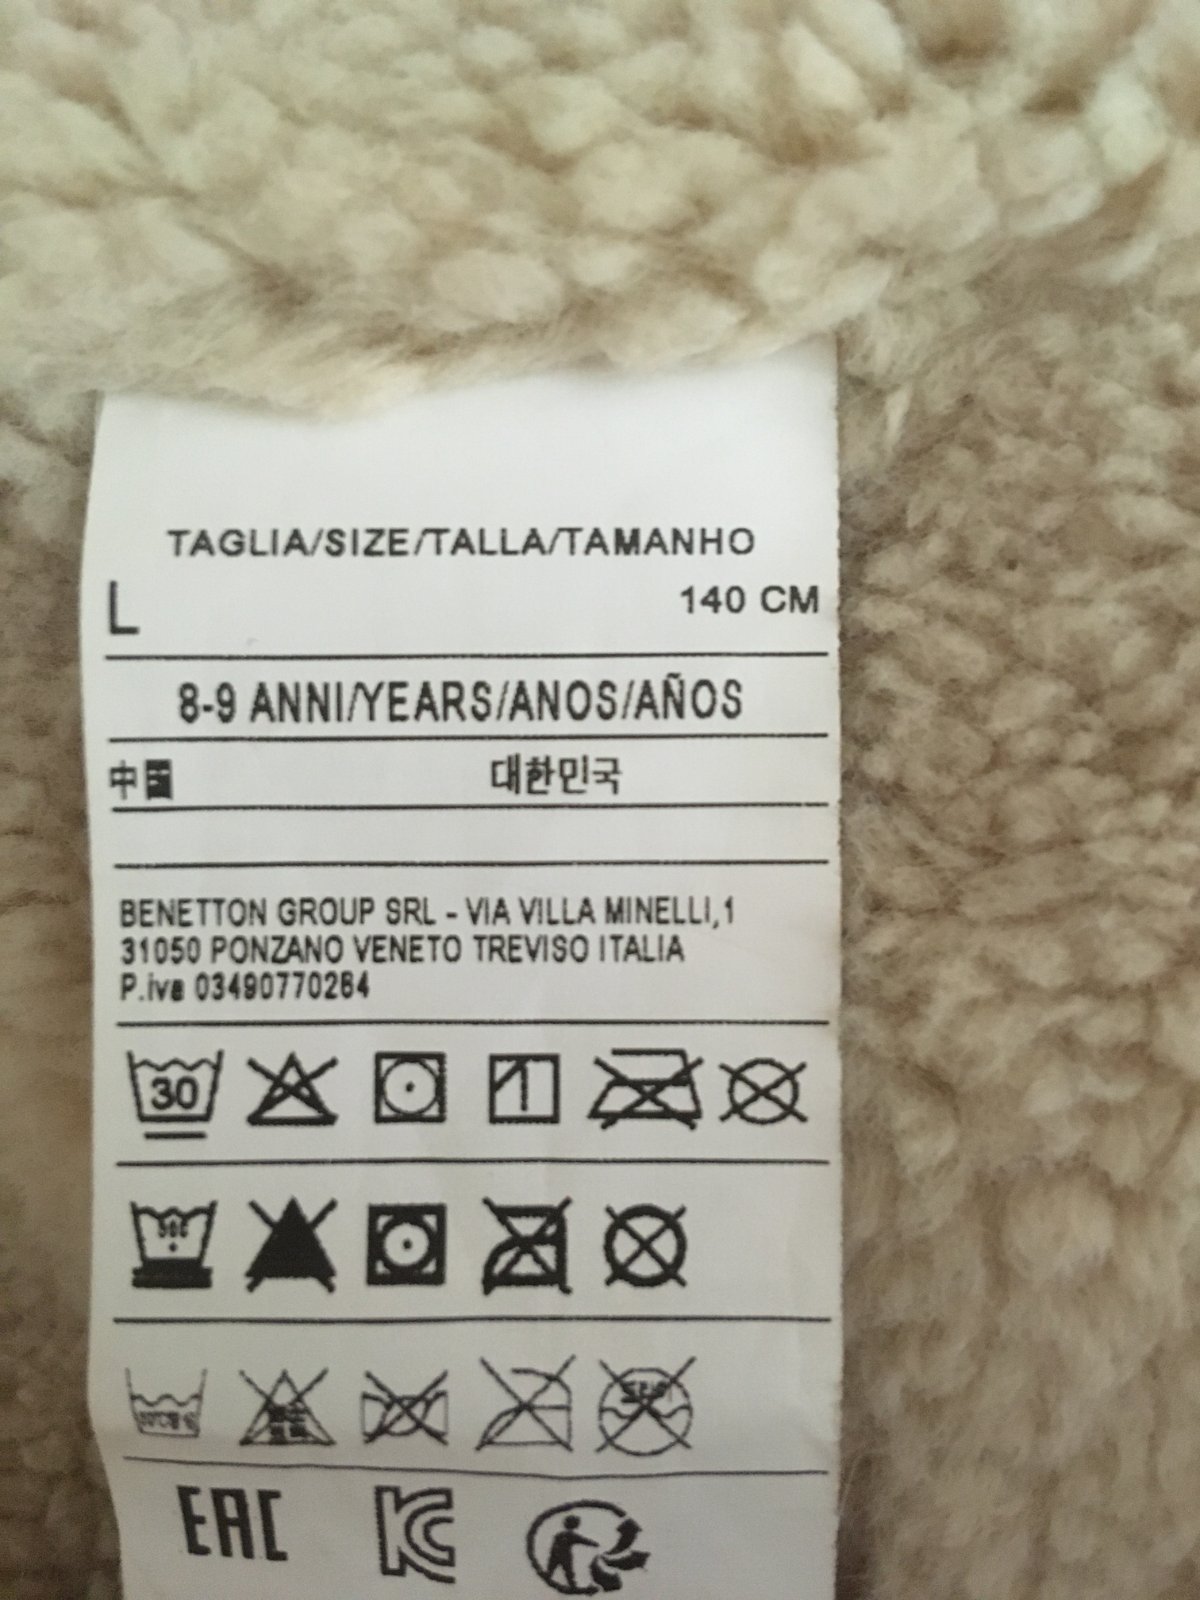 TAGLIA/SIZE/TALLA/TAMANHO
L 140 CM
8-9 ANNI/YEARS/ANOS/AÑOS
中国 대한민국
BENETTON GROUP SRL - VIA VILLA MINELLI,1
31050 PONZANO VENETO TREVISO ITALIA
P.iva 03490770264
30
EAC KC